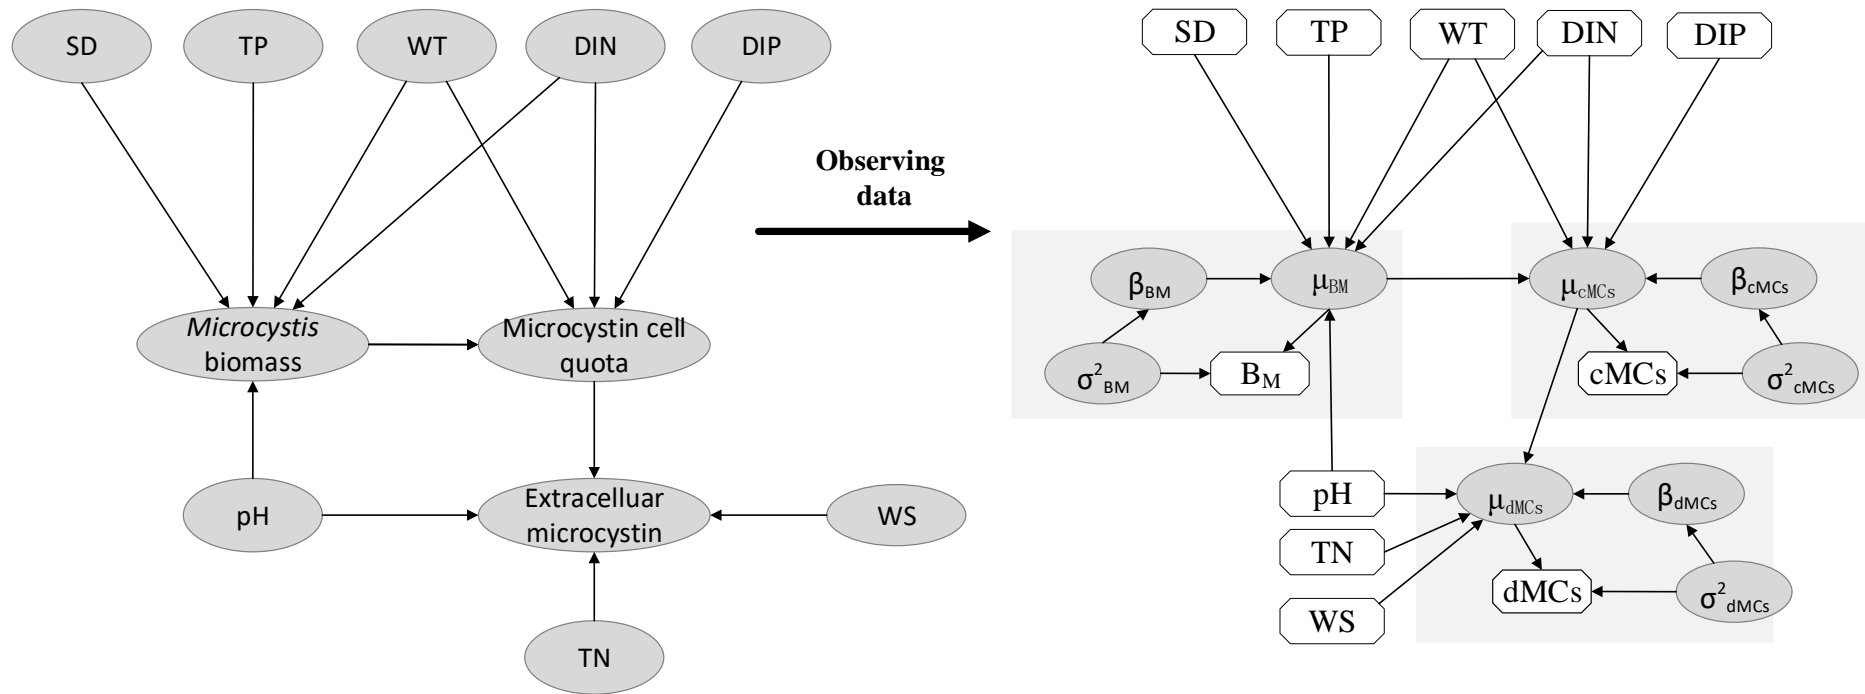 SD
TP
WT
DIN
DIP
Microcystis
biomass
Microcystin cell
quota
pH
Extracelluar
microcystin
WS
TN
Observing
data
SD
TP
WT
DIN
DIP
βBM
μBM
σ²BM
BM
μcMCs
βcMCs
cMCs
σ²cMCs
pH
TN
WS
μdMCs
βdMCs
dMCs
σ²dMCs